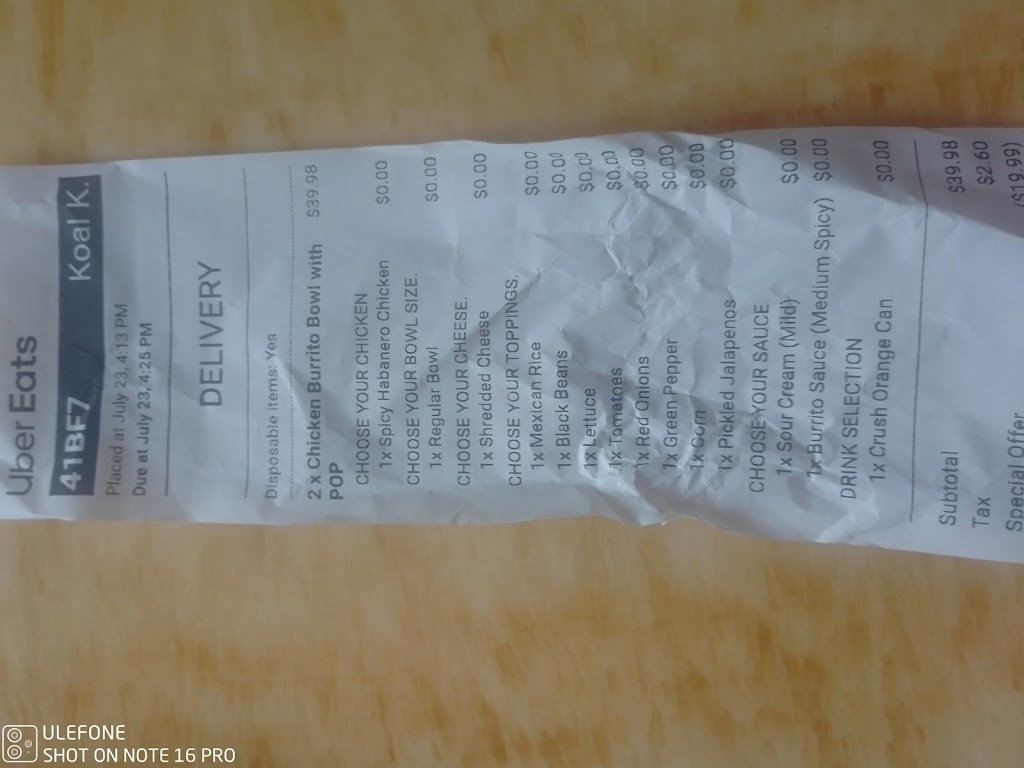 Uber Eats
41BF7 Koal K.
Placed at July 23, 4:13 PM
Due at July 23, 4:25 PM
DELIVERY
Disposable items: Yes
2 x Chicken Burrito Bowl with $39.98
POP
CHOOSE YOUR CHICKEN
1x Spicy Habanero Chicken $0.00
CHOOSE YOUR BOWL SIZE.
1x Regular Bowl $0.00
CHOOSE YOUR CHEESE.
1x Shredded Cheese $0.00
CHOOSE YOUR TOPPINGS.
1x Mexican Rice $0.00
1x Black Beans $0.00
1x Lettuce $0.00
1x Tomatoes $0.00
1x Red Onions $0.00
1x Green Pepper $0.00
1x Corn $0.00
1x Pickled Jalapenos $0.00
CHOOSE YOUR SAUCE.
1x Sour Cream (Mild) $0.00
1x Burrito Sauce (Medium Spicy) $0.00
DRINK SELECTION
1x Crush Orange Can $0.00
Subtotal $39.98
Tax $2.60
Special Offer ($19.99)
ULEFONE
SHOT ON NOTE 16 PRO